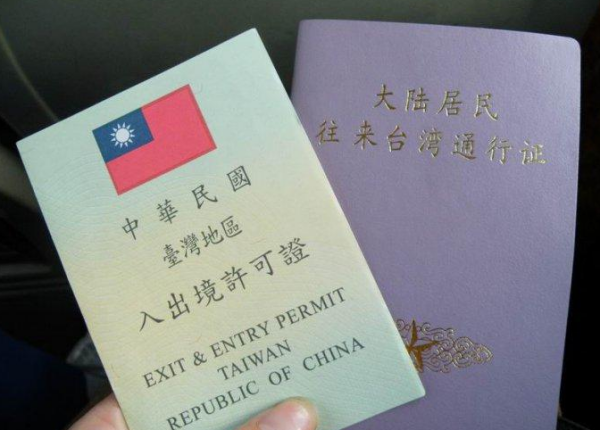 中華民國
臺灣地區
入出境許可證
EXIT & ENTRY PERMIT
TAIWAN
REPUBLIC OF CHINA
大陆居民
往来台湾通行证